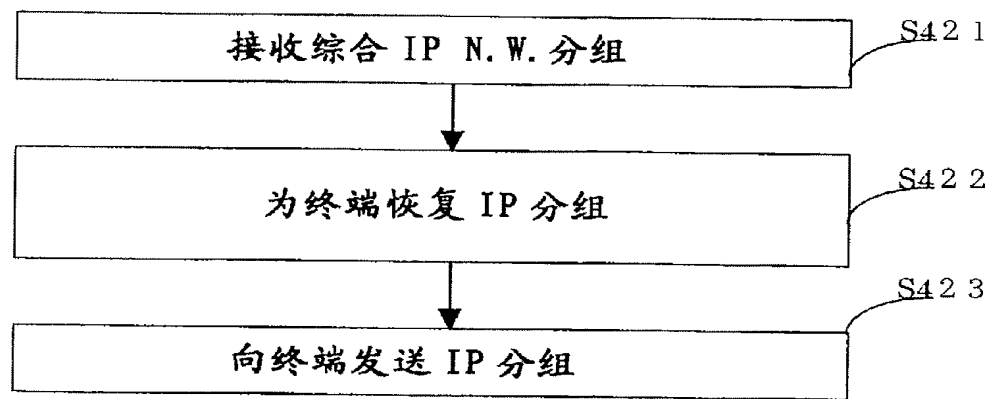 接收综合 IP N.W.分组
S421
为终端恢复 IP 分组
S422
向终端发送 IP 分组
S423